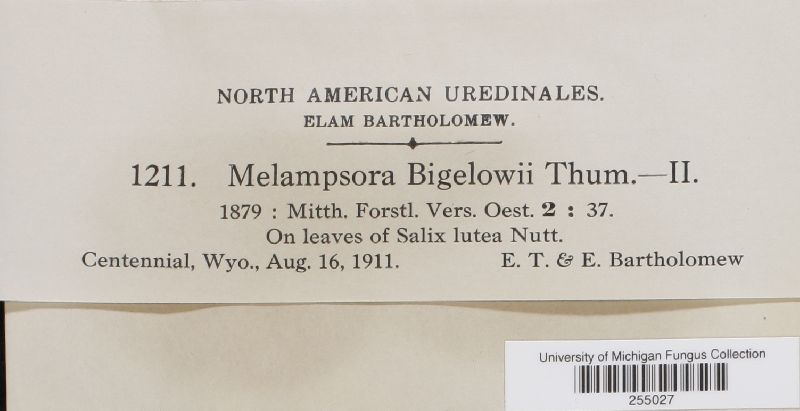 NORTH AMERICAN UREDINALES.
ELAM BARTHOLOMEW.
1211. Melampsora Bigelowii Thum.—II.
1879 : Mitth. Forstl. Vers. Oest. 2 : 37.
On leaves of Salix lutea Nutt.
Centennial, Wyo., Aug. 16, 1911. E. T. & E. Bartholomew
University of Michigan Fungus Collection
255027